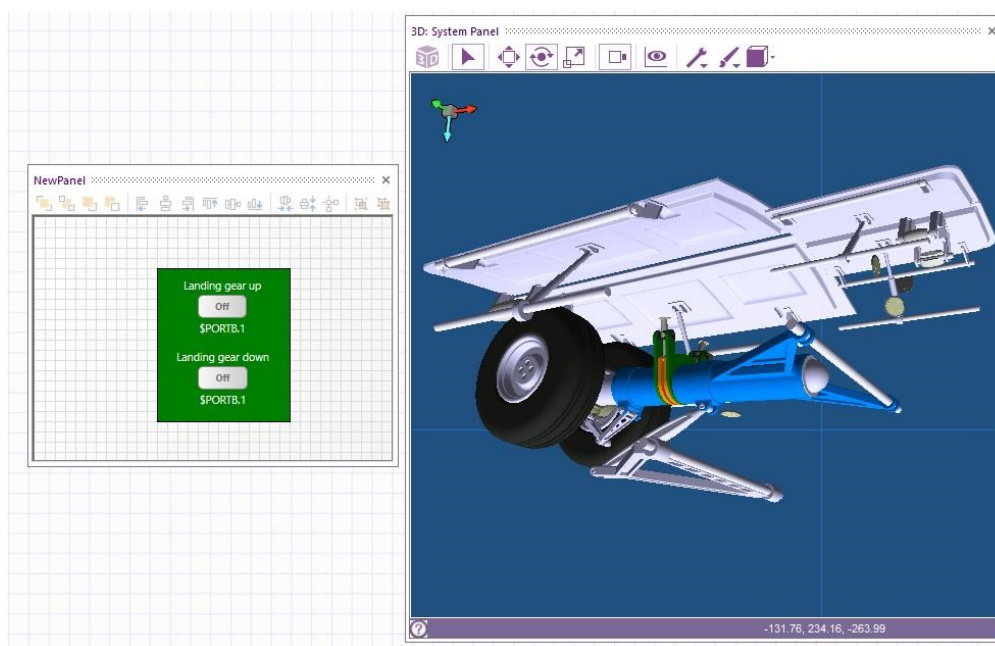 3D: System Panel
3D
NewPanel
Landing gear up
Off
$PORTB.1
Landing gear down
Off
$PORTB.1
-131.76, 234.16, -263.99